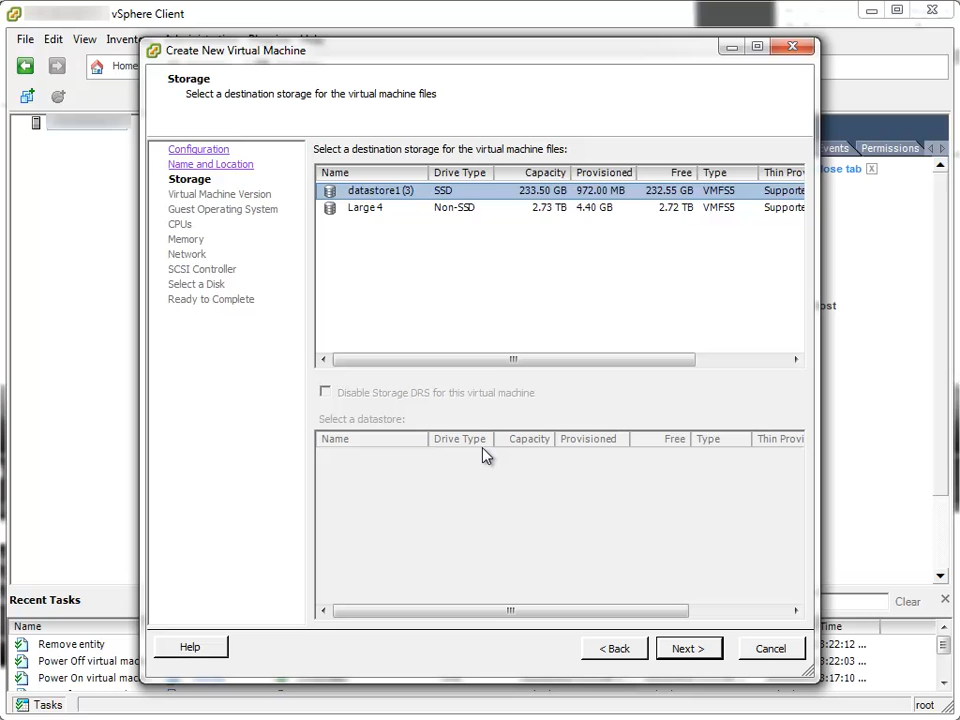 vSphere Client
File Edit View
Home
Create New Virtual Machine
Storage
Select a destination storage for the virtual machine files
Configuration
Name and Location
Storage
Virtual Machine Version
Guest Operating System
CPUs
Memory
Network
SCSI Controller
Select a Disk
Ready to Complete
Select a destination storage for the virtual machine files:
Name Drive Type Capacity Provisioned Free Type Thin Pro
datastore1 (3) SSD 233.50 GB 972.00 MB 232.55 GB VMFS5 Supporte
Large 4 Non-SSD 2.73 TB 4.40 GB 2.72 TB VMFS5 Supporte
Disable Storage DRS for this virtual machine
Select a datastore:
Name Drive Type Capacity Provisioned Free Type Thin Provi
Help < Back Next > Cancel
Permissions
lose tab
ost
Recent Tasks
Clear
Name
Time
Remove entity
3:22:12 ...
Power Off virtual mac
3:22:03 ...
Power On virtual mac
3:17:10 ...
Tasks
root